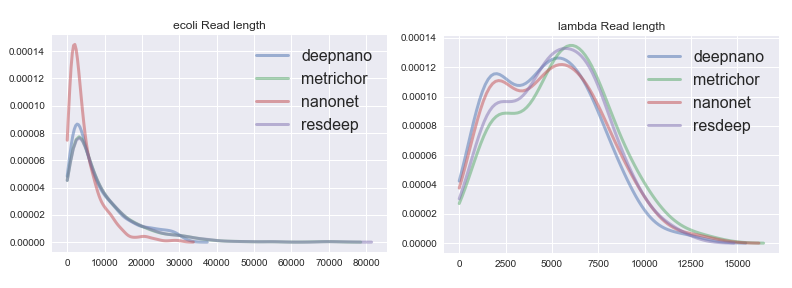 ecoli Read length
0.00014
0.00012
0.00010
0.00008
0.00006
0.00004
0.00002
0.00000
0 10000 20000 30000 40000 50000 60000 70000 80000
deepnano
metrichor
nanonet
resdeep
lambda Read length
0.00014
0.00012
0.00010
0.00008
0.00006
0.00004
0.00002
0.00000
0 2500 5000 7500 10000 12500 15000
deepnano
metrichor
nanonet
resdeep